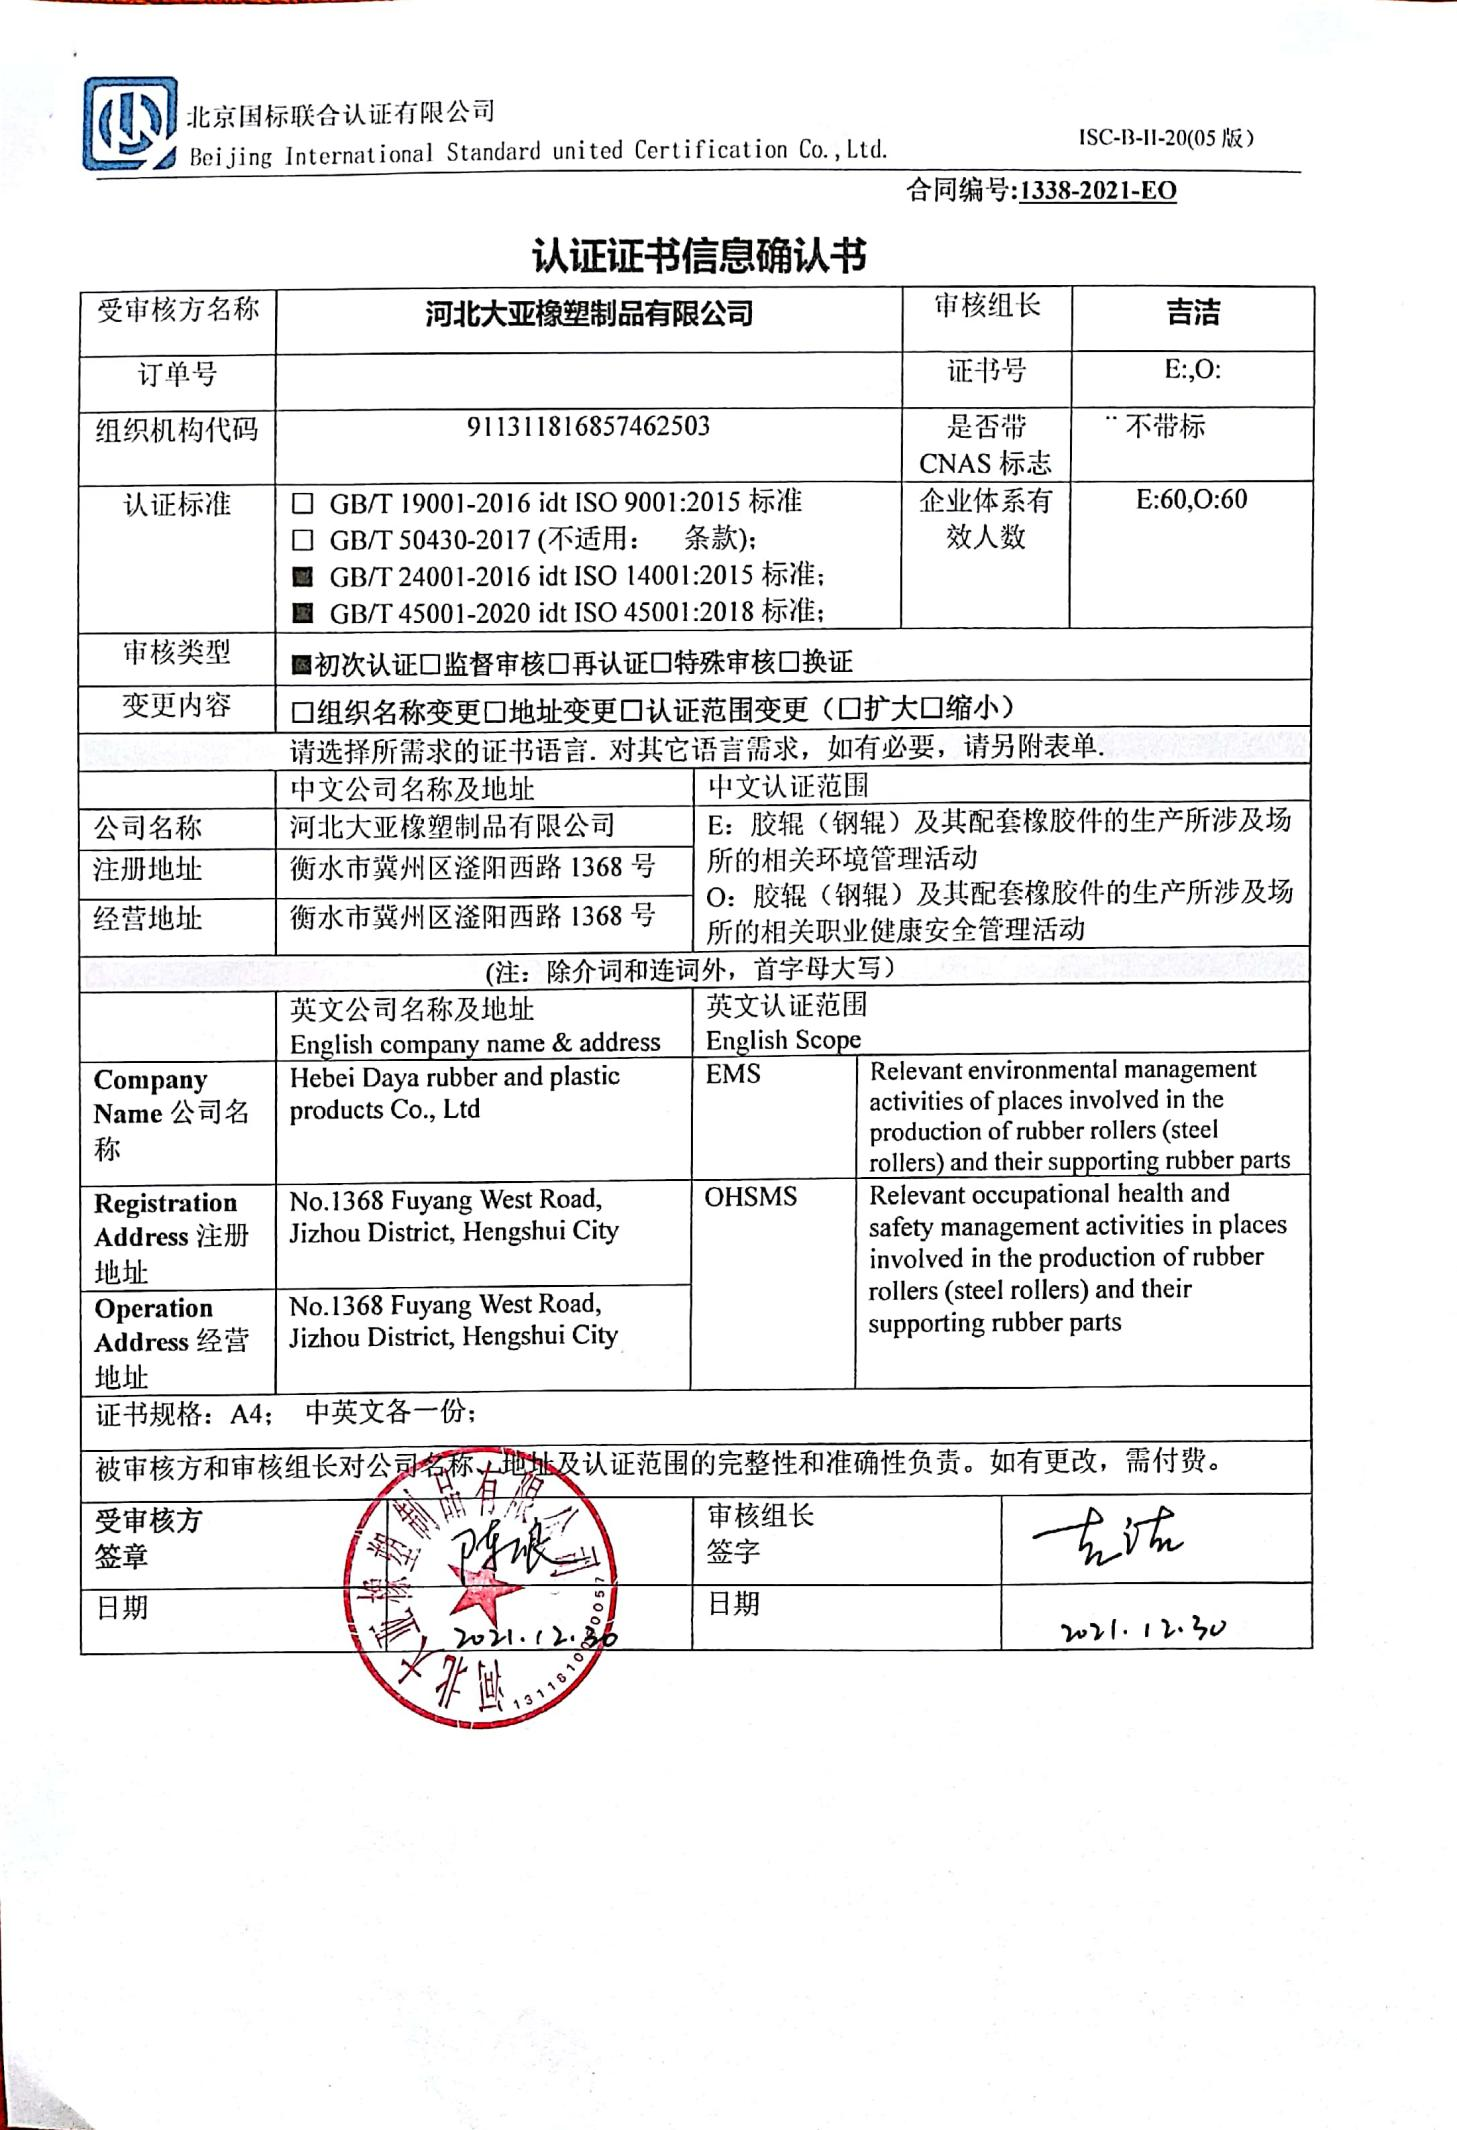 北京国标联合认证有限公司
Beijing International Standard united Certification Co.,Ltd.
ISC-B-II-20(05 版)
合同编号:1338-2021-EO
认证证书信息确认书
受审核方名称 河北大亚橡塑制品有限公司 审核组长 吉洁
订单号 证书号 E:,O:
组织机构代码 911311816857462503 是否带 ¨ 不带标
CNAS 标志
认证标准 □ GB/T 19001-2016 idt ISO 9001:2015 标准 企业体系有 E:60,O:60
□ GB/T 50430-2017 (不适用: 条款); 效人数
■ GB/T 24001-2016 idt ISO 14001:2015 标准;
■ GB/T 45001-2020 idt ISO 45001:2018 标准;
审核类型 ■初次认证□监督审核□再认证□特殊审核□换证
变更内容 □组织名称变更□地址变更□认证范围变更（□扩大□缩小）
请选择所需求的证书语言. 对其它语言需求，如有必要，请另附表单.
中文公司名称及地址 中文认证范围
公司名称 河北大亚橡塑制品有限公司
注册地址 衡水市冀州区滏阳西路 1368 号
经营地址 衡水市冀州区滏阳西路 1368 号
E：胶辊（钢辊）及其配套橡胶件的生产所涉及场
所的相关环境管理活动
O：胶辊（钢辊）及其配套橡胶件的生产所涉及场
所的相关职业健康安全管理活动
(注：除介词和连词外，首字母大写）
英文公司名称及地址 英文认证范围
English company name & address English Scope
Company
Name 公司名
称
Hebei Daya rubber and plastic
products Co., Ltd
EMS
Relevant environmental management
activities of places involved in the
production of rubber rollers (steel
rollers) and their supporting rubber parts
Registration
Address 注册
地址
No.1368 Fuyang West Road,
Jizhou District, Hengshui City
OHSMS
Relevant occupational health and
safety management activities in places
involved in the production of rubber
rollers (steel rollers) and their
supporting rubber parts
Operation
Address 经营
地址
No.1368 Fuyang West Road,
Jizhou District, Hengshui City
证书规格：A4； 中英文各一份；
被审核方和审核组长对公司名称、地址及认证范围的完整性和准确性负责。如有更改，需付费。
受审核方
签章
审核组长
签字
吉洁
日期 2021.12.30 日期 2021.12.30
河北大亚橡塑制品有限公司